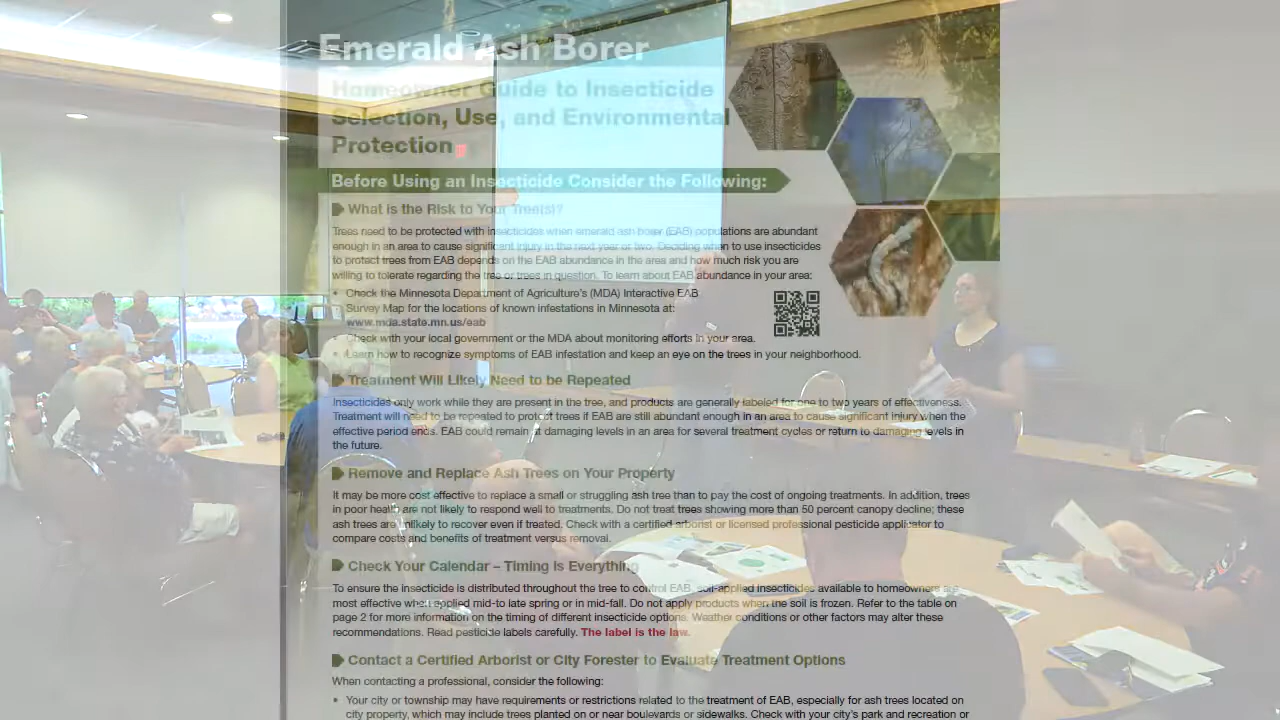 Emerald Ash Borer
Homeowner Guide to Insecticide
Selection, Use, and Environmental
Protection
Before Using an Insecticide Consider the Following:
What is the Risk to Your Tree(s)?
Trees need to be protected with insecticides when emerald ash borer (EAB) populations are abundant
enough in an area to cause significant injury in the next year or two. Deciding when to use insecticides
to protect trees from EAB depends on the EAB abundance in the area and how much risk you are
willing to tolerate regarding the tree or trees in question. To learn about EAB abundance in your area:
• Check the Minnesota Department of Agriculture's (MDA) Interactive EAB
Survey Map for the locations of known infestations in Minnesota at:
www.mda.state.mn.us/eab
• Check with your local government or the MDA about monitoring efforts in your area.
• Learn how to recognize symptoms of EAB infestation and keep an eye on the trees in your neighborhood.
Treatment Will Likely Need to be Repeated
Insecticides only work while they are present in the tree, and products are generally labeled for one to two years of effectiveness.
Treatment will need to be repeated to protect trees if EAB are still abundant enough in an area to cause significant injury when the
effective period ends. EAB could remain at damaging levels in an area for several treatment cycles or return to damaging levels in
the future.
Remove and Replace Ash Trees on Your Property
It may be more cost effective to replace a small or struggling ash tree than to pay the cost of ongoing treatments. In addition, trees
in poor health are not likely to respond well to treatments. Do not treat trees showing more than 50 percent canopy decline; these
ash trees are unlikely to recover even if treated. Check with a certified arborist or licensed professional pesticide applicator to
compare costs and benefits of treatment versus removal.
Check Your Calendar – Timing is Everything
To ensure the insecticide is distributed throughout the tree to control EAB, soil-applied insecticides available to homeowners are
most effective when applied mid-to late spring or in mid-fall. Do not apply products when the soil is frozen. Refer to the table on
page 2 for more information on the timing of different insecticide options. Weather conditions or other factors may alter these
recommendations. Read pesticide labels carefully. The label is the law.
Contact a Certified Arborist or City Forester to Evaluate Treatment Options
When contacting a professional, consider the following:
• Your city or township may have requirements or restrictions related to the treatment of EAB, especially for ash trees located on
city property, which may include trees planted on or near boulevards or sidewalks. Check with your city's park and recreation or